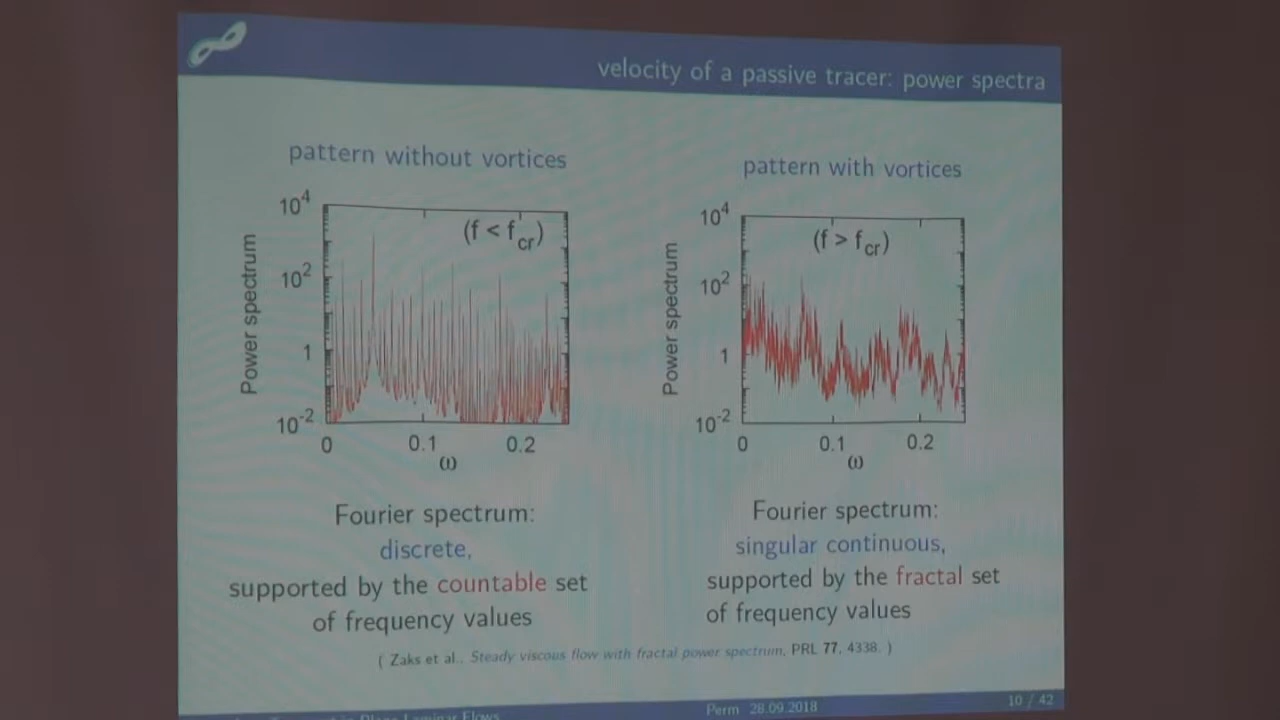 velocity of a passive tracer: power spectra
pattern without vortices
10^4
10^2
1
10^-2
Power spectrum
(f < f_cr)
0 0.1 0.2
ω
Fourier spectrum:
discrete,
supported by the countable set
of frequency values
pattern with vortices
10^4
10^2
1
10^-2
Power spectrum
(f > f_cr)
0 0.1 0.2
ω
Fourier spectrum:
singular continuous,
supported by the fractal set
of frequency values
( Zaks et al., Steady viscous flow with fractal power spectrum, PRL 77, 4338. )
Laminar Flows
Perm 28.09.2018
10 / 42